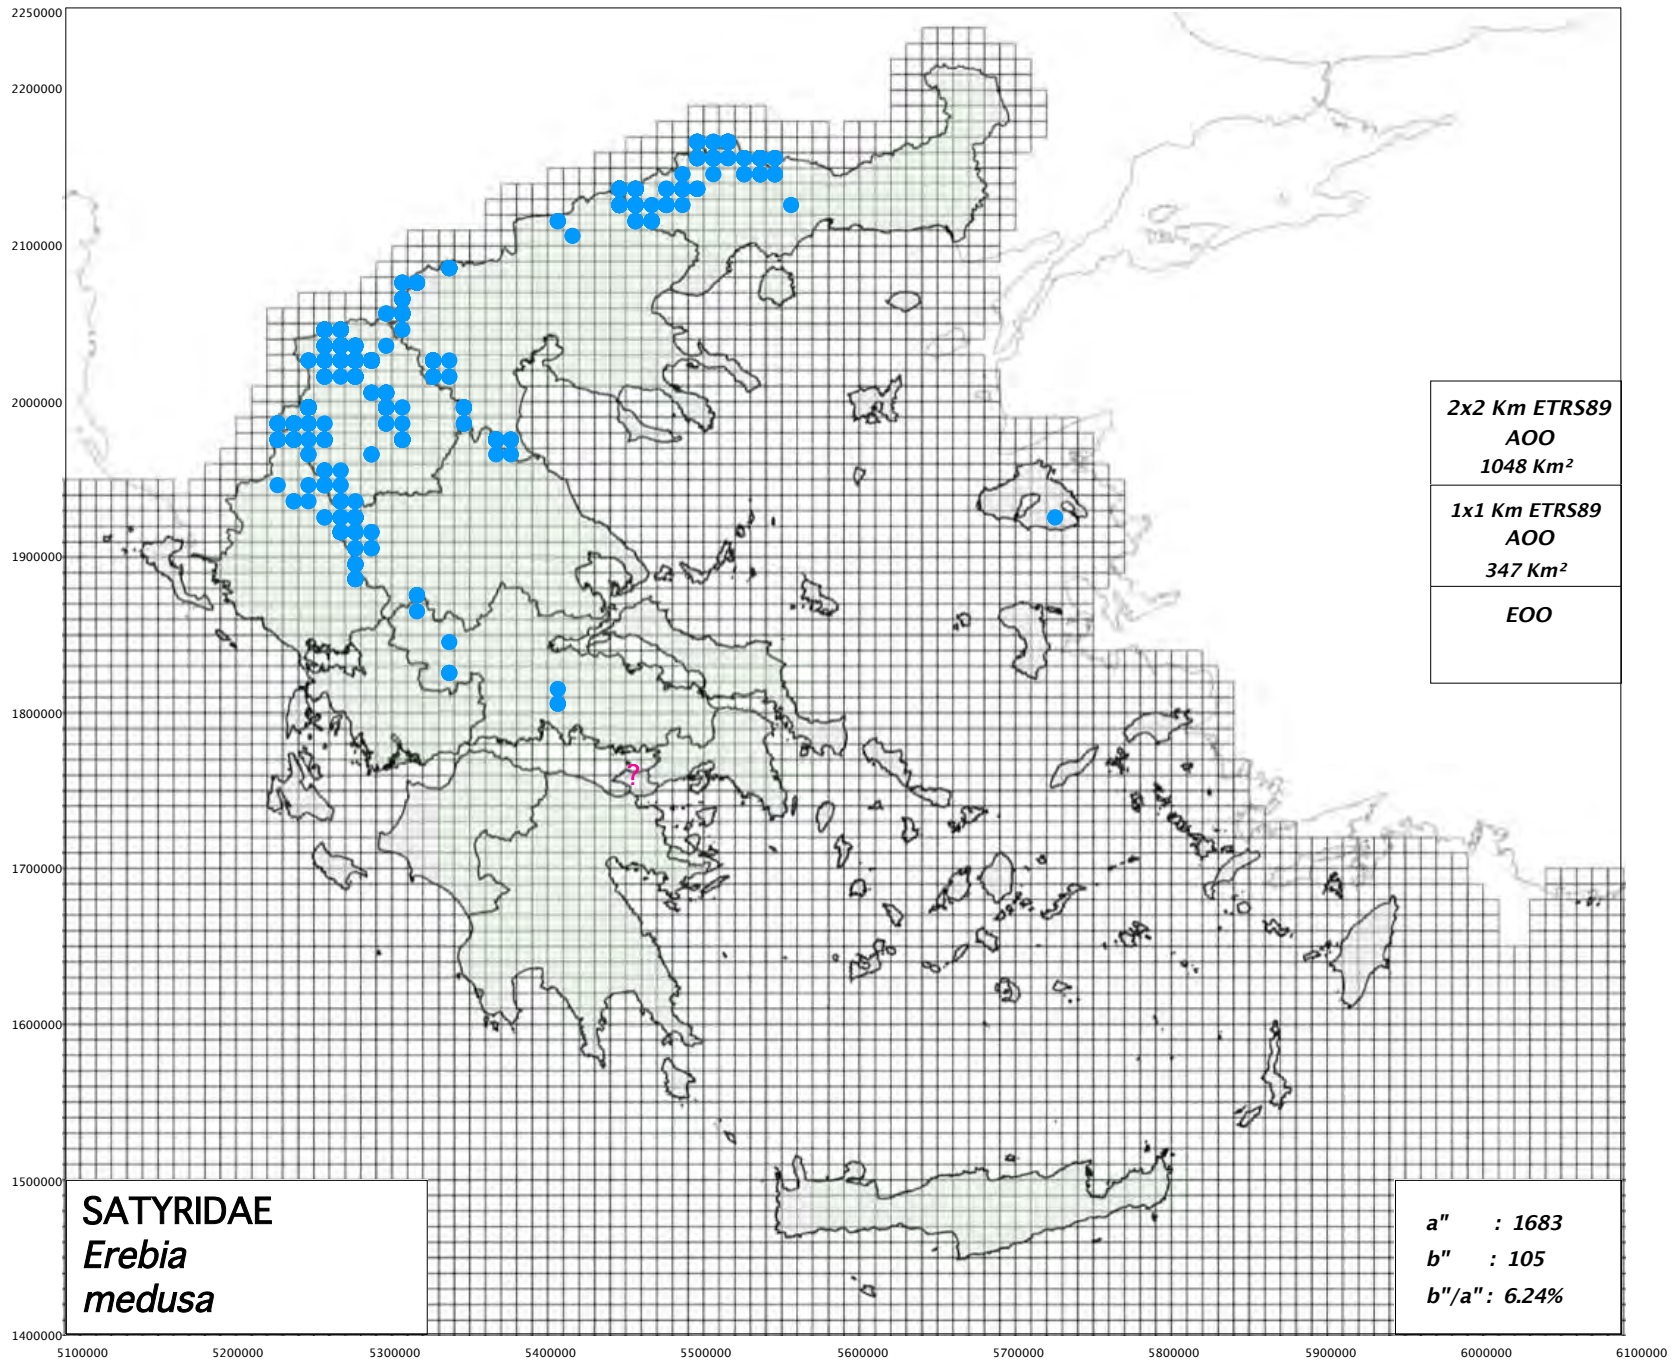 2250000
2200000
2100000
2000000
1900000
1800000
1700000
1600000
1500000
1400000
2x2 Km ETRS89
AOO
1048 Km²
1x1 Km ETRS89
AOO
347 Km²
EOO
?
SATYRIDAE
Erebia
medusa
a" : 1683
b" : 105
b"/a" : 6.24%
5100000 5200000 5300000 5400000 5500000 5600000 5700000 5800000 5900000 6000000 6100000